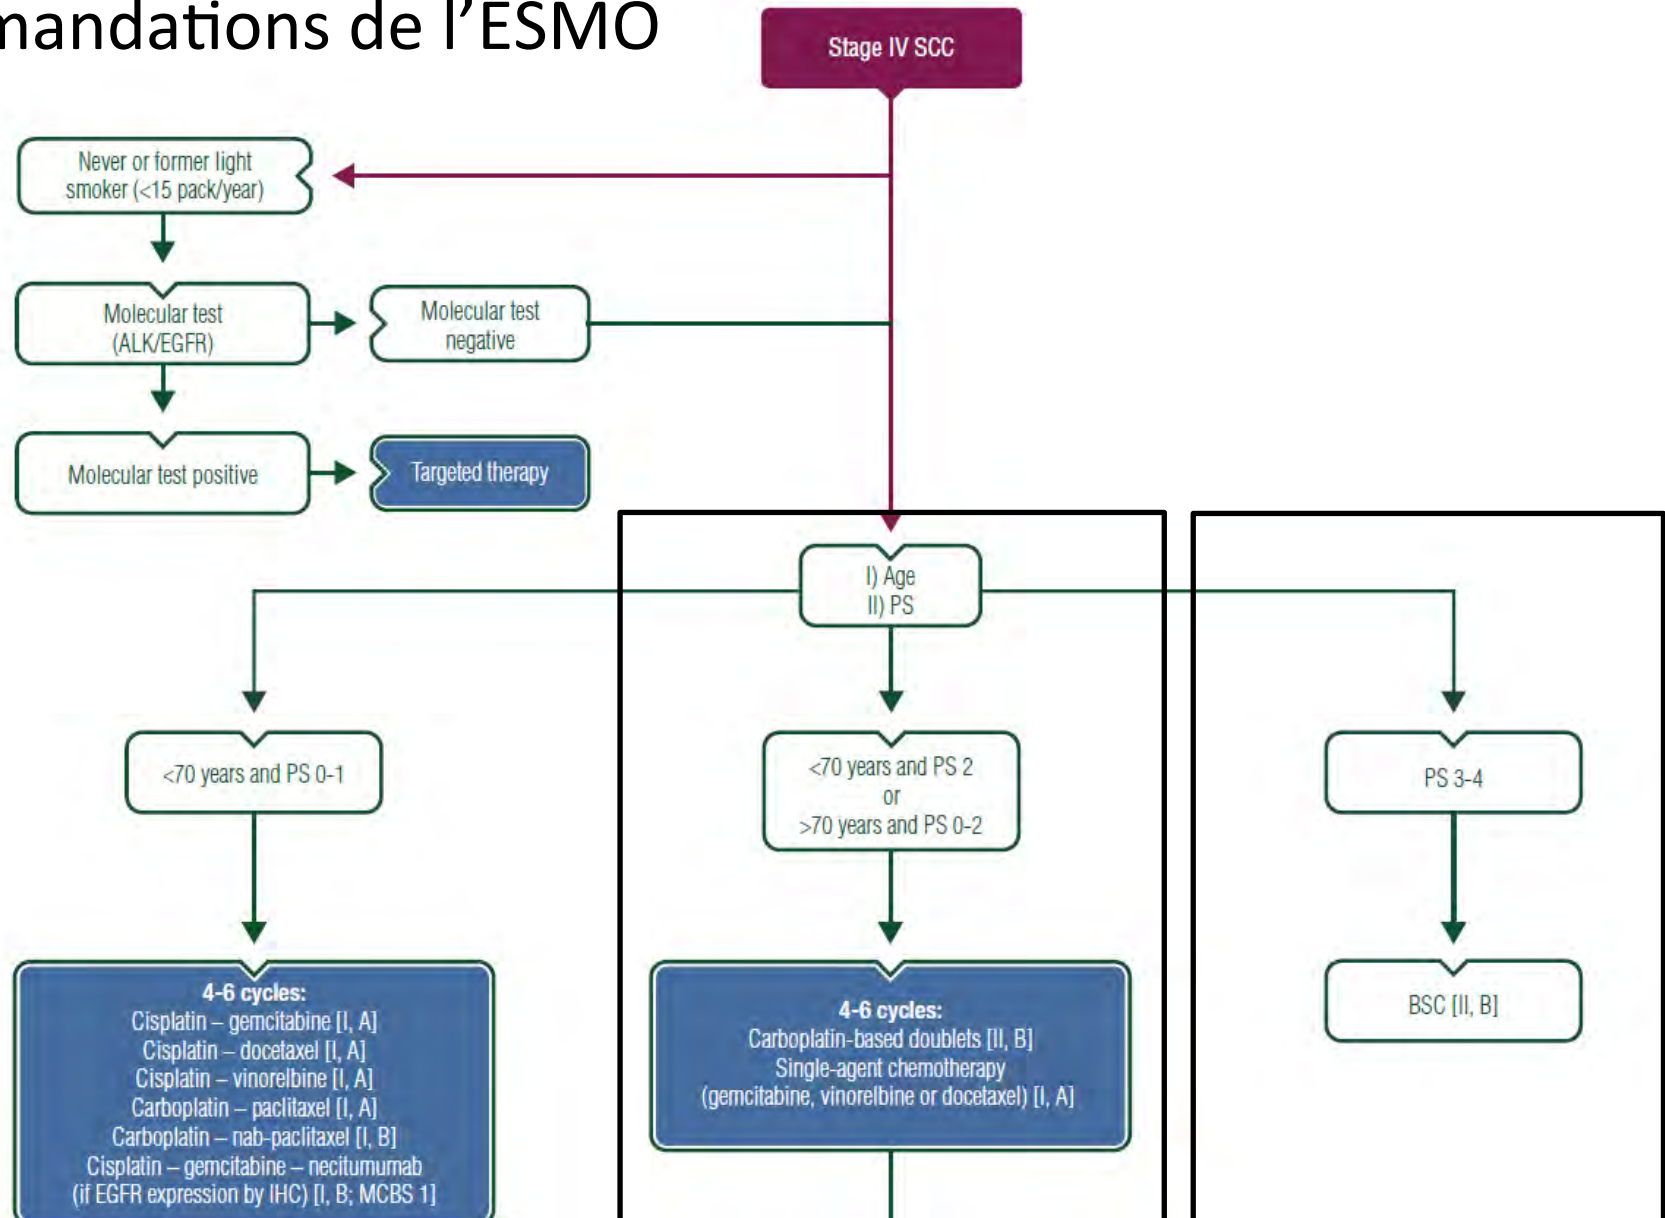 mandations de l’ESMO
Stage IV SCC
Never or former light
smoker (<15 pack/year)
Molecular test
(ALK/EGFR)
Molecular test
negative
Molecular test positive
Targeted therapy
I) Age
II) PS
<70 years and PS 0-1
<70 years and PS 2
or
>70 years and PS 0-2
PS 3-4
4-6 cycles:
Cisplatin – gemcitabine [I, A]
Cisplatin – docetaxel [I, A]
Cisplatin – vinorelbine [I, A]
Carboplatin – paclitaxel [I, A]
Carboplatin – nab-paclitaxel [I, B]
Cisplatin – gemcitabine – necitumumab
(if EGFR expression by IHC) [I, B; MCBS 1]
4-6 cycles:
Carboplatin-based doublets [II, B]
Single-agent chemotherapy
(gemcitabine, vinorelbine or docetaxel) [I, A]
BSC [II, B]